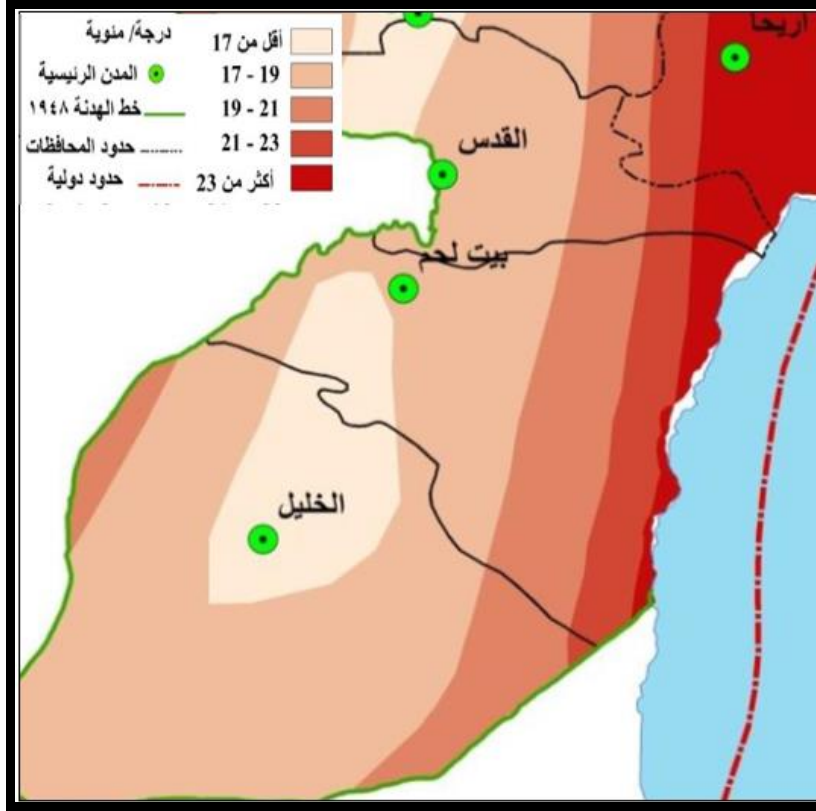 درجة/ مئوية
أقل من 17
17 - 19
19 - 21
21 - 23
أكثر من 23
المدن الرئيسية
خط الهدنة ١٩٤٨
حدود المحافظات
حدود دولية
أريحا
القدس
بيت لحم
الخليل